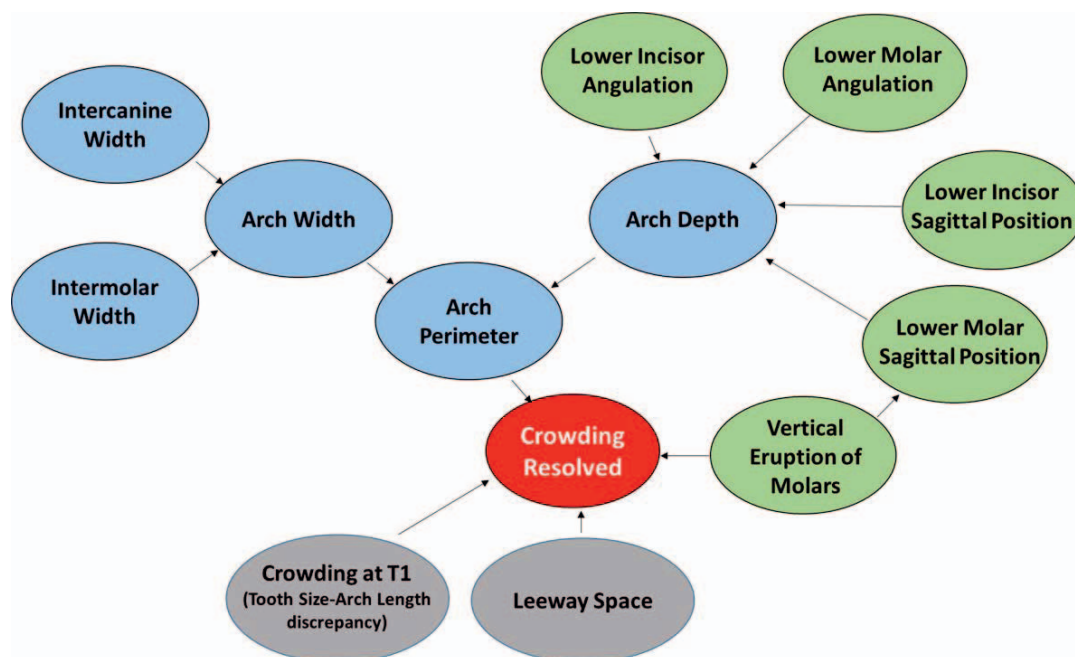 Lower Incisor
Angulation
Lower Molar
Angulation
Intercanine
Width
Arch Width
Arch Depth
Lower Incisor
Sagittal Position
Intermolar
Width
Arch
Perimeter
Lower Molar
Sagittal Position
Crowding
Resolved
Vertical
Eruption of
Molars
Crowding at T1
(Tooth Size-Arch Length
discrepancy)
Leeway Space